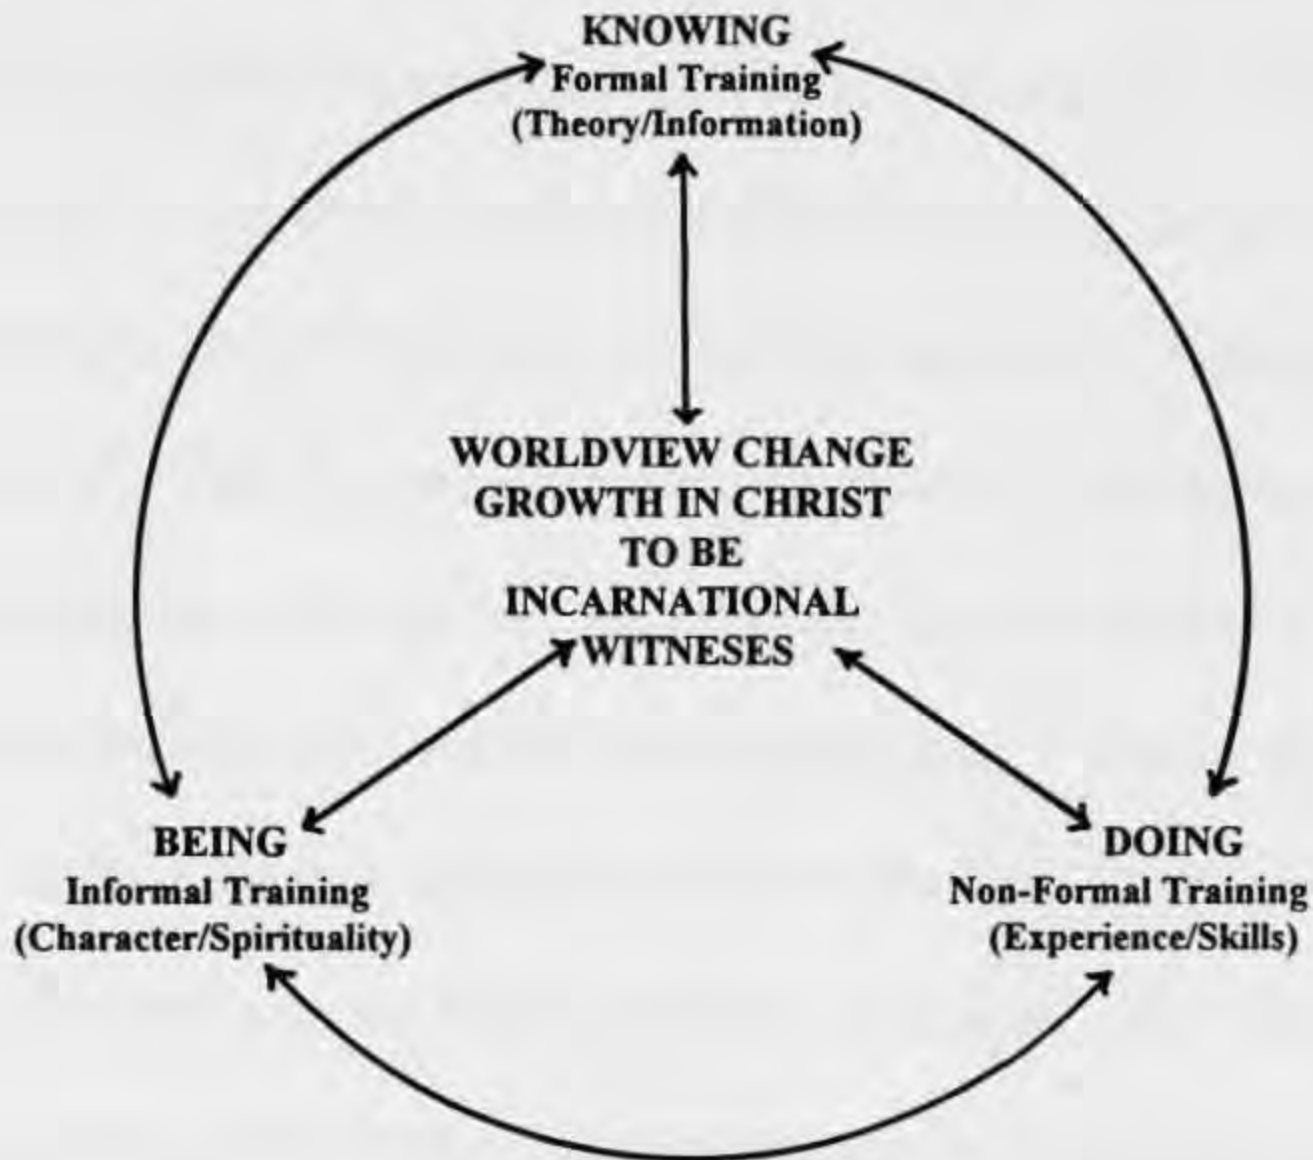 KNOWING
Formal Training
(Theory/Information)
WORLDVIEW CHANGE
GROWTH IN CHRIST
TO BE
INCARNATIONAL
WITNESES
BEING
Informal Training
(Character/Spirituality)
DOING
Non-Formal Training
(Experience/Skills)